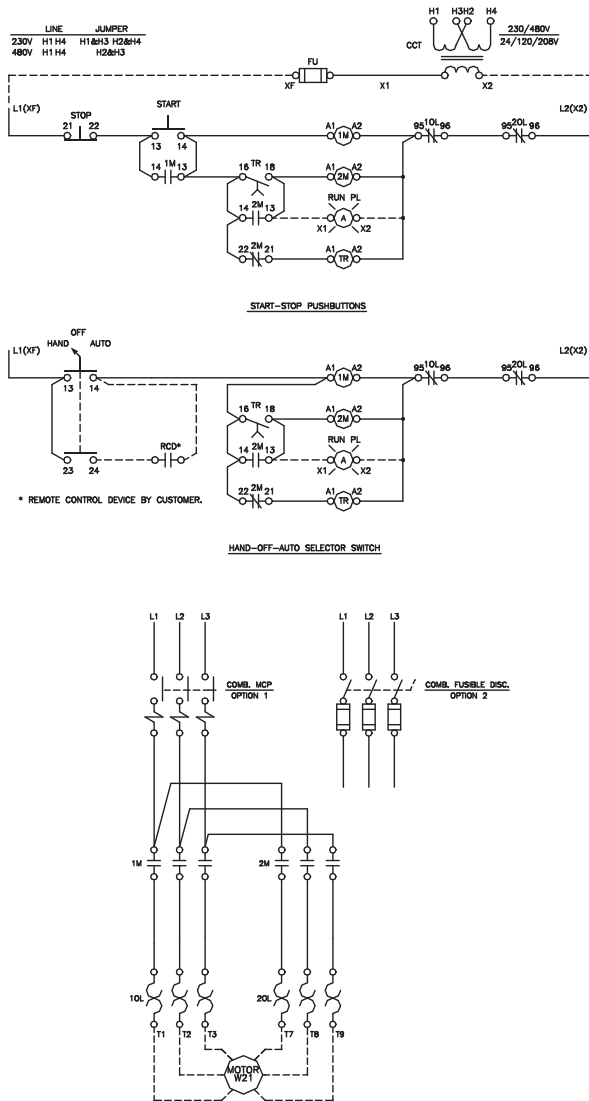 LINE JUMPER
230V H1 H4 H1&H3 H2&H4
480V H1 H4 H2&H3
H1 H3 H2 H4
230/480V
24/120/208V
CCT
FU
XF X1 X2
L1(XF) L2(X2)
STOP
21 22
START
13 14
A1 1M A2
95 1OL 96
95 2OL 96
14 1M 13
16 TR 18
A1 2M A2
14 2M 13
RUN PL
A
X1 X2
22 2M 21
A1 TR A2
START-STOP PUSHBUTTONS
OFF
HAND AUTO
L1(XF) L2(X2)
13 14
A1 1M A2
95 1OL 96
95 2OL 96
16 TR 18
A1 2M A2
14 2M 13
RUN PL
A
X1 X2
23 24
RCD*
22 2M 21
A1 TR A2
* REMOTE CONTROL DEVICE BY CUSTOMER.
HAND-OFF-AUTO SELECTOR SWITCH
L1 L2 L3
L1 L2 L3
COMB. MCP
OPTION 1
COMB. FUSIBLE DISC.
OPTION 2
1M 2M
1OL 2OL
T1 T2 T3 T7 T8 T9
MOTOR
W21